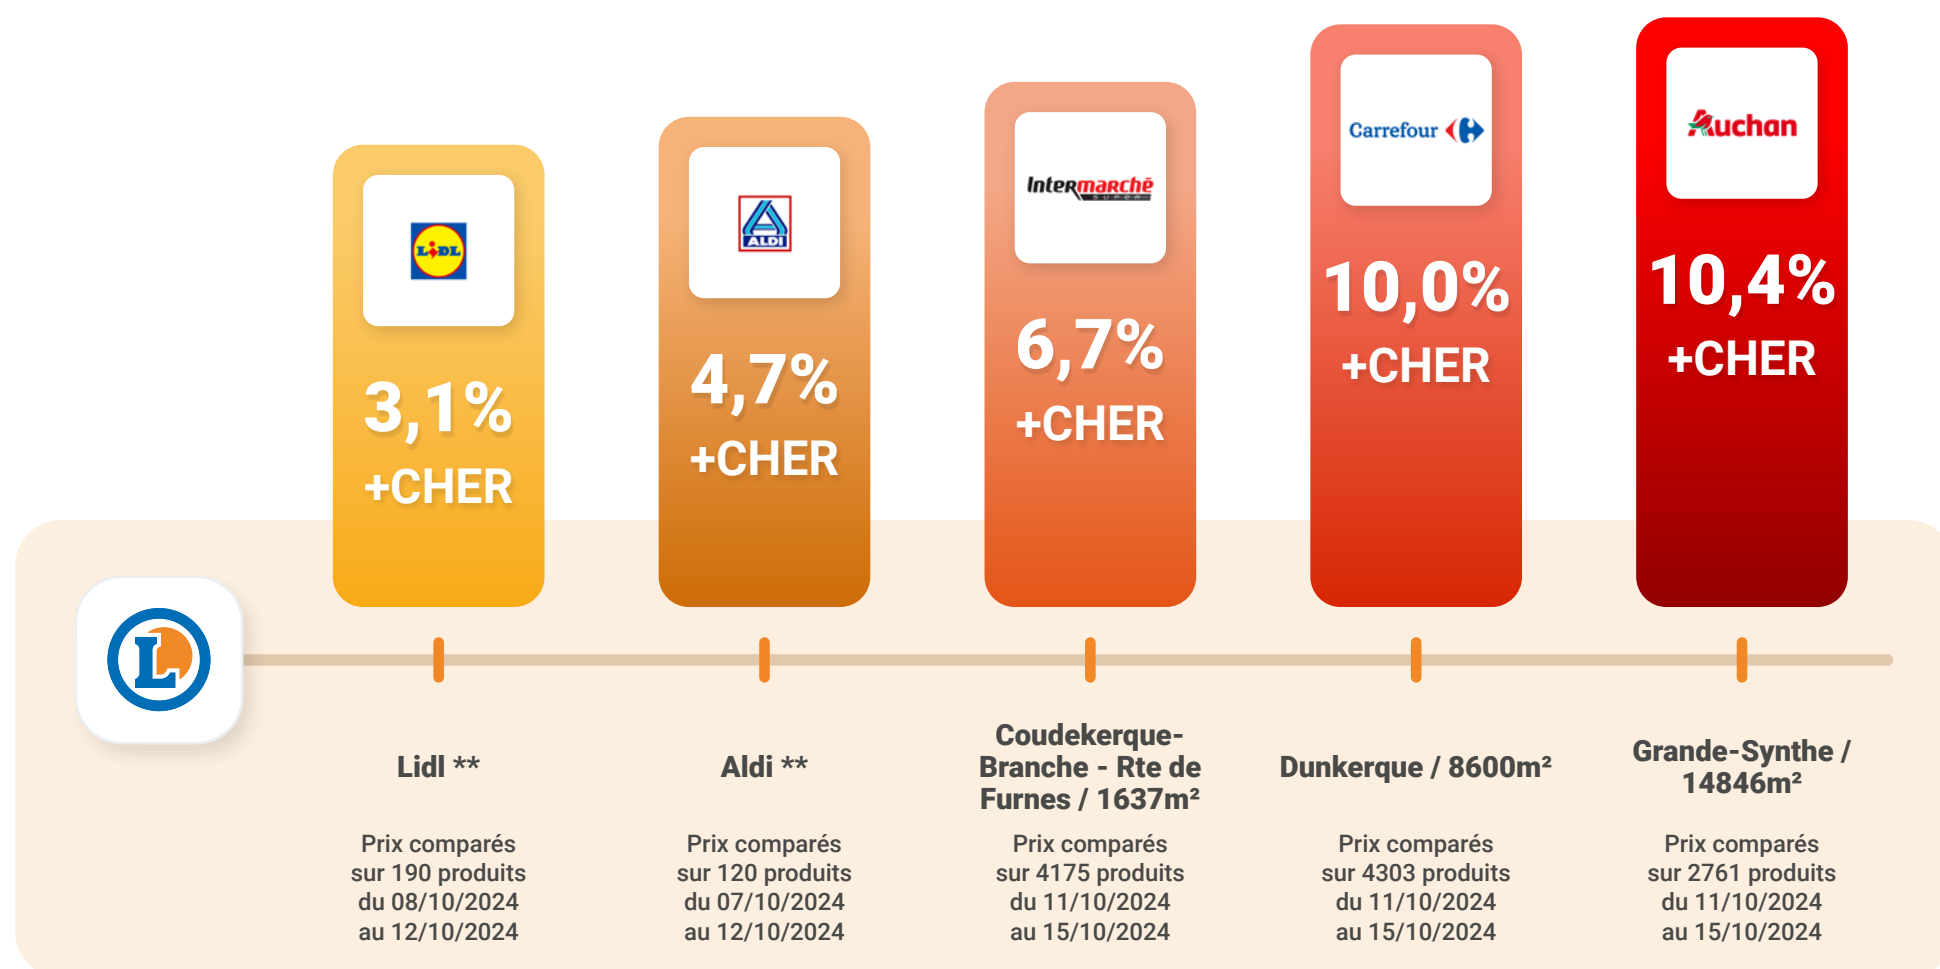 LIDL
3,1%
+CHER
ALDI
4,7%
+CHER
Intermarché
SUPER
6,7%
+CHER
Carrefour
10,0%
+CHER
Auchan
10,4%
+CHER
L
Lidl **
Prix comparés
sur 190 produits
du 08/10/2024
au 12/10/2024
Aldi **
Prix comparés
sur 120 produits
du 07/10/2024
au 12/10/2024
Coudekerque-
Branche - Rte de
Furnes / 1637m²
Prix comparés
sur 4175 produits
du 11/10/2024
au 15/10/2024
Dunkerque / 8600m²
Prix comparés
sur 4303 produits
du 11/10/2024
au 15/10/2024
Grande-Synthe /
14846m²
Prix comparés
sur 2761 produits
du 11/10/2024
au 15/10/2024